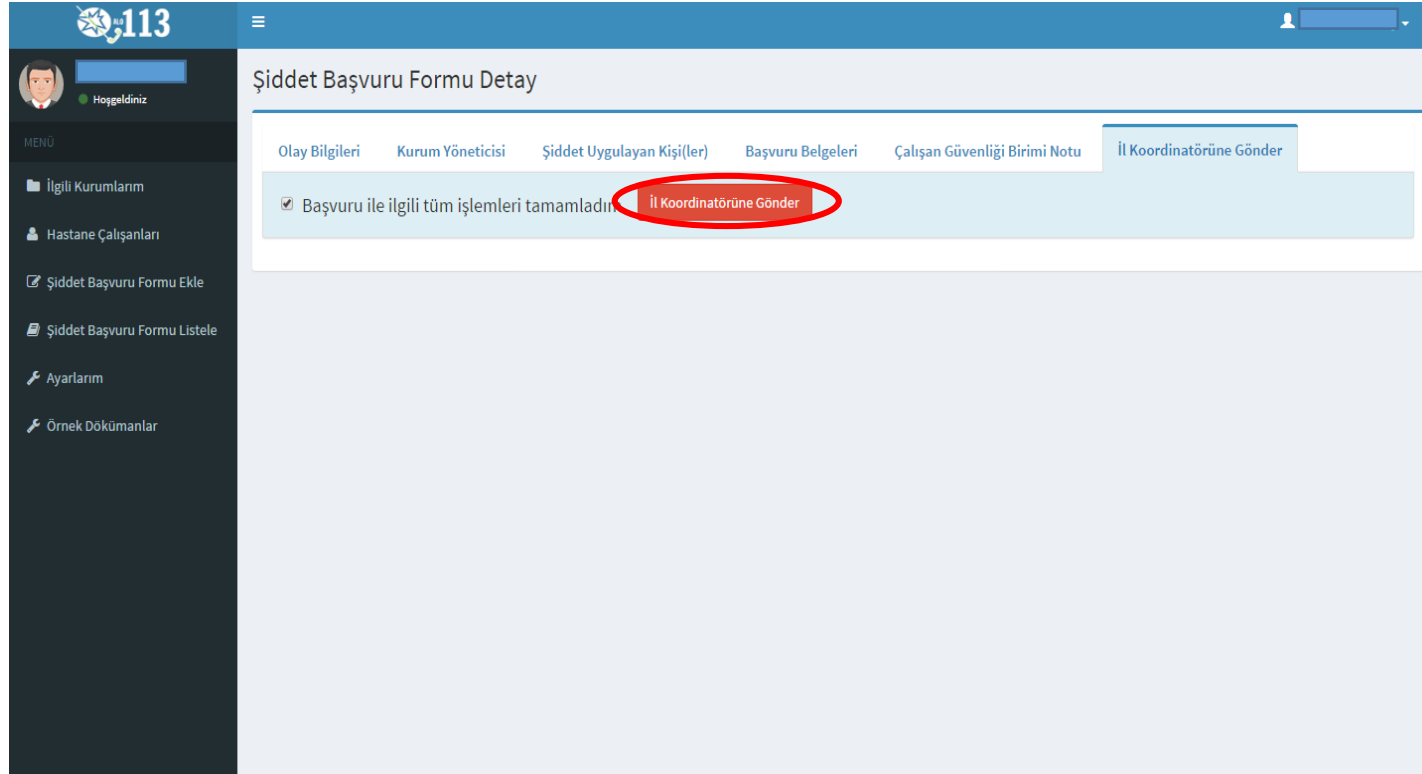 ALO 113
Hoşgeldiniz
MENÜ
İlgili Kurumlarım
Hastane Çalışanları
Şiddet Başvuru Formu Ekle
Şiddet Başvuru Formu Listele
Ayarlarım
Örnek Dökümanlar
Şiddet Başvuru Formu Detay
Olay Bilgileri Kurum Yöneticisi Şiddet Uygulayan Kişi(ler) Başvuru Belgeleri Çalışan Güvenliği Birimi Notu İl Koordinatörüne Gönder
Başvuru ile ilgili tüm işlemleri tamamladım. İl Koordinatörüne Gönder